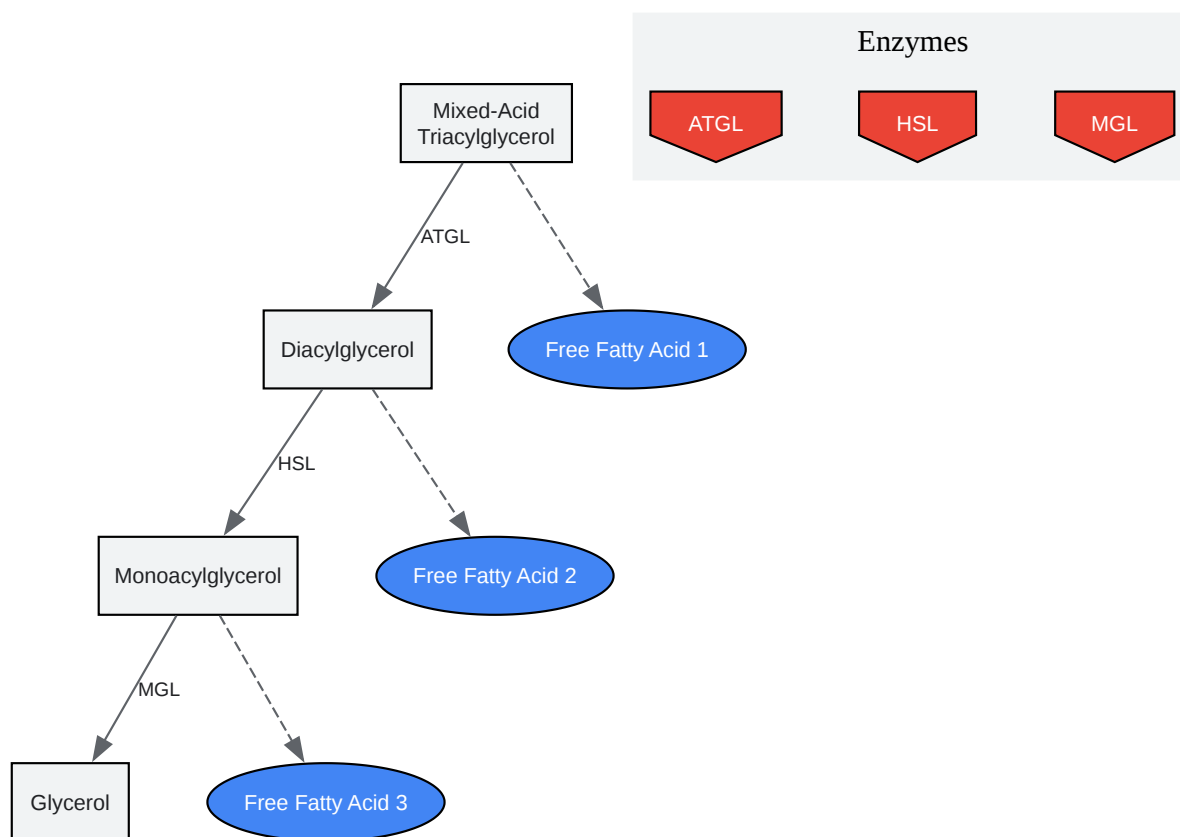 Enzymes
ATGL
HSL
MGL
Mixed-Acid
Triacylglycerol
ATGL
Diacylglycerol
Free Fatty Acid 1
HSL
Monoacylglycerol
Free Fatty Acid 2
MGL
Glycerol
Free Fatty Acid 3